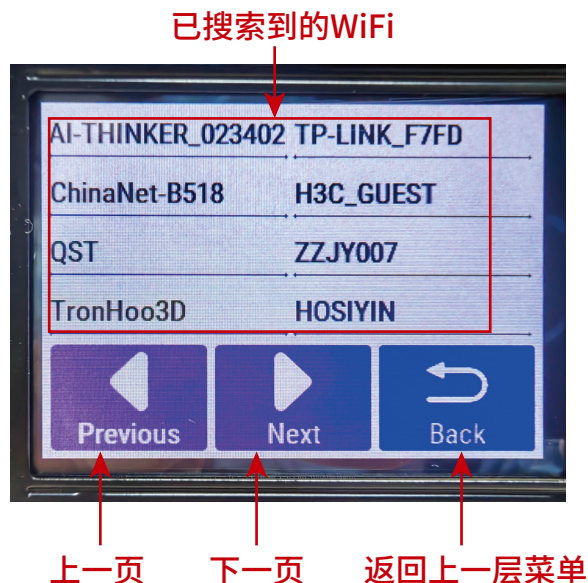 已搜索到的WiFi
AI-THINKER_023402 TP-LINK_F7FD
ChinaNet-B518 H3C_GUEST
QST ZZJY007
TronHoo3D HOSIYIN
Previous Next Back
上一页 下一页 返回上一层菜单